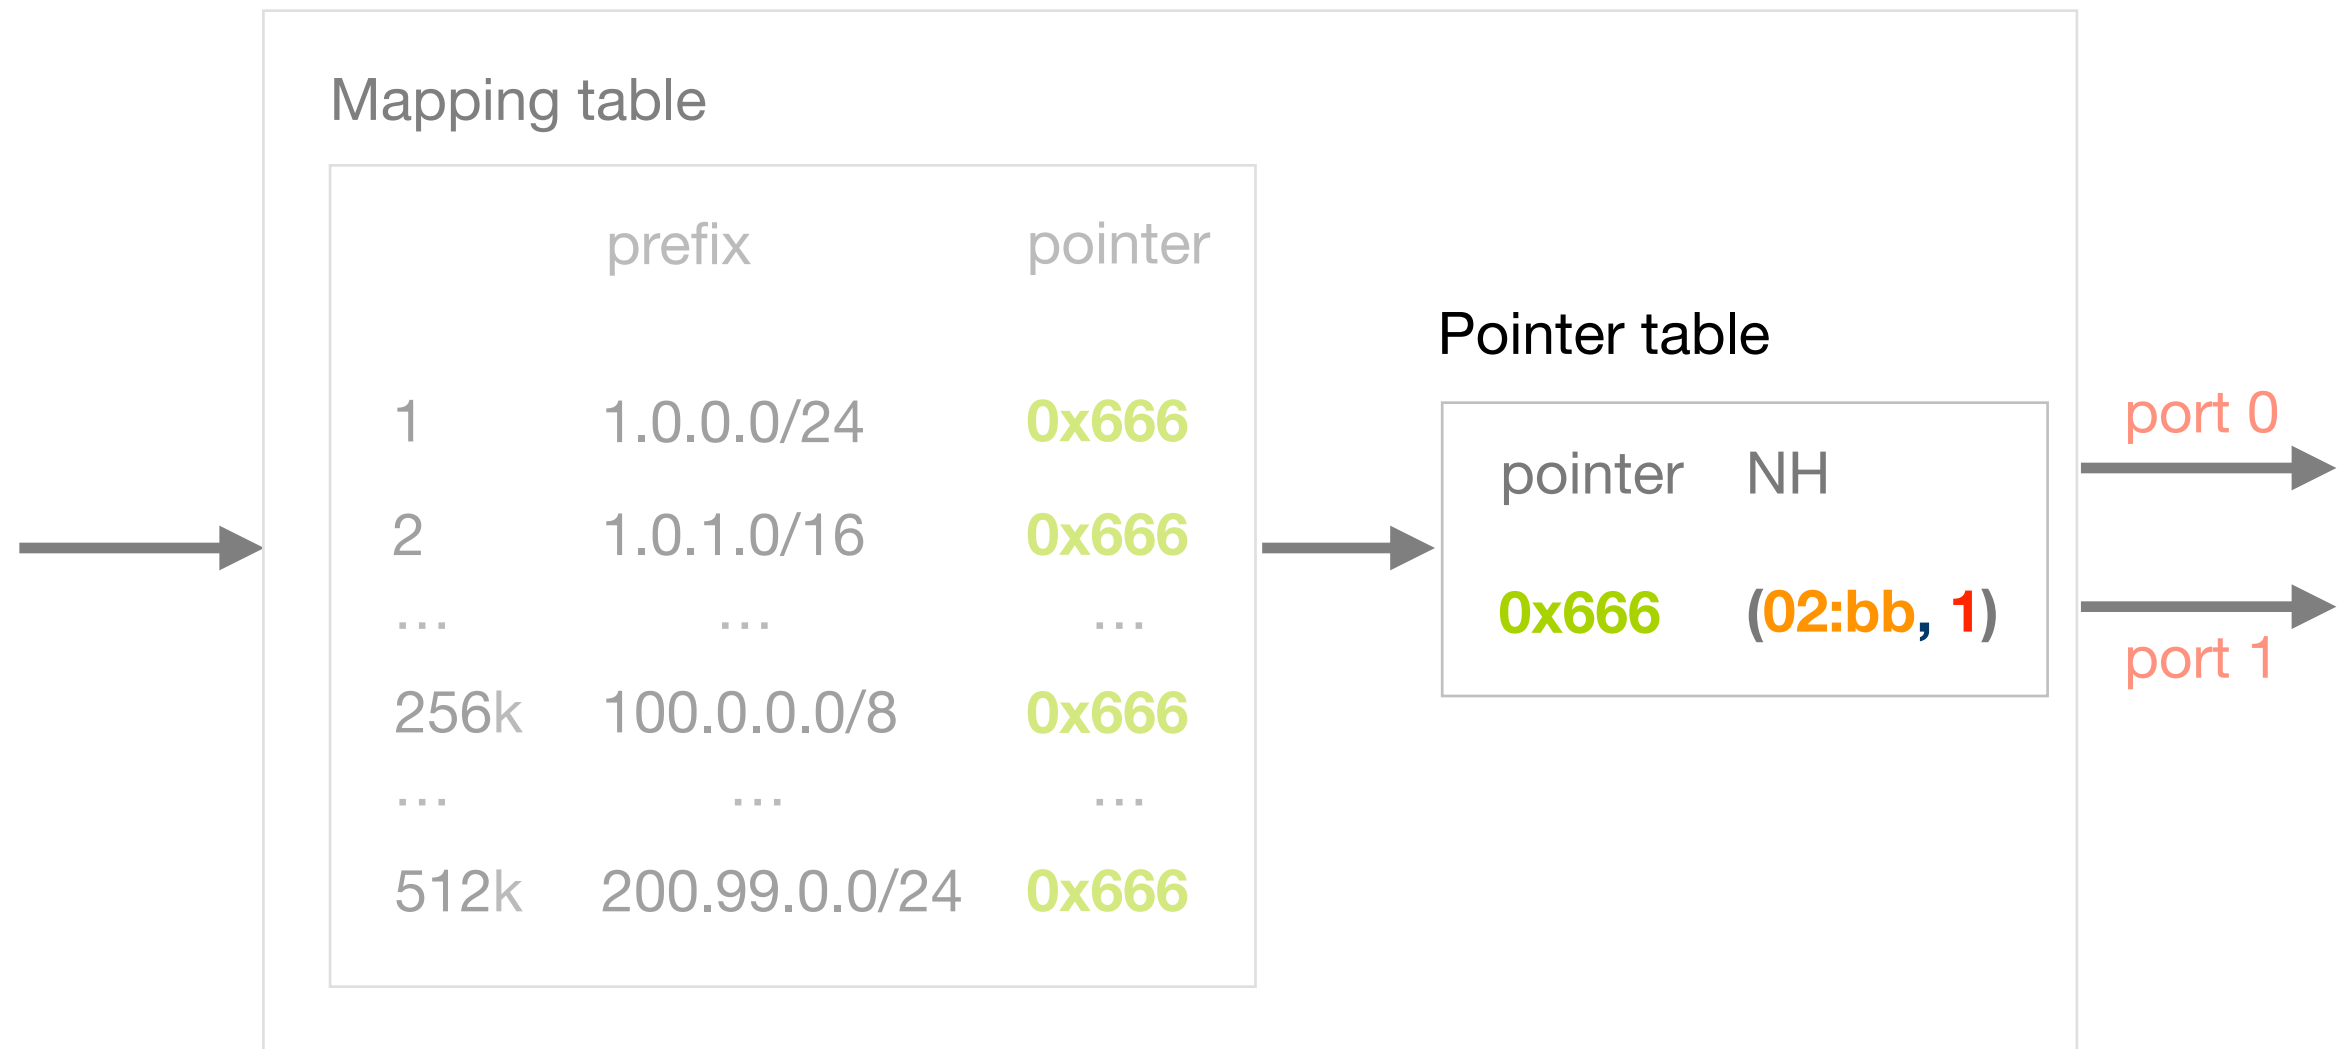 Mapping table
prefix pointer
1 1.0.0.0/24 0x666
2 1.0.1.0/16 0x666
... ... ...
256k 100.0.0.0/8 0x666
... ... ...
512k 200.99.0.0/24 0x666
Pointer table
pointer NH
0x666 (02:bb, 1)
port 0
port 1